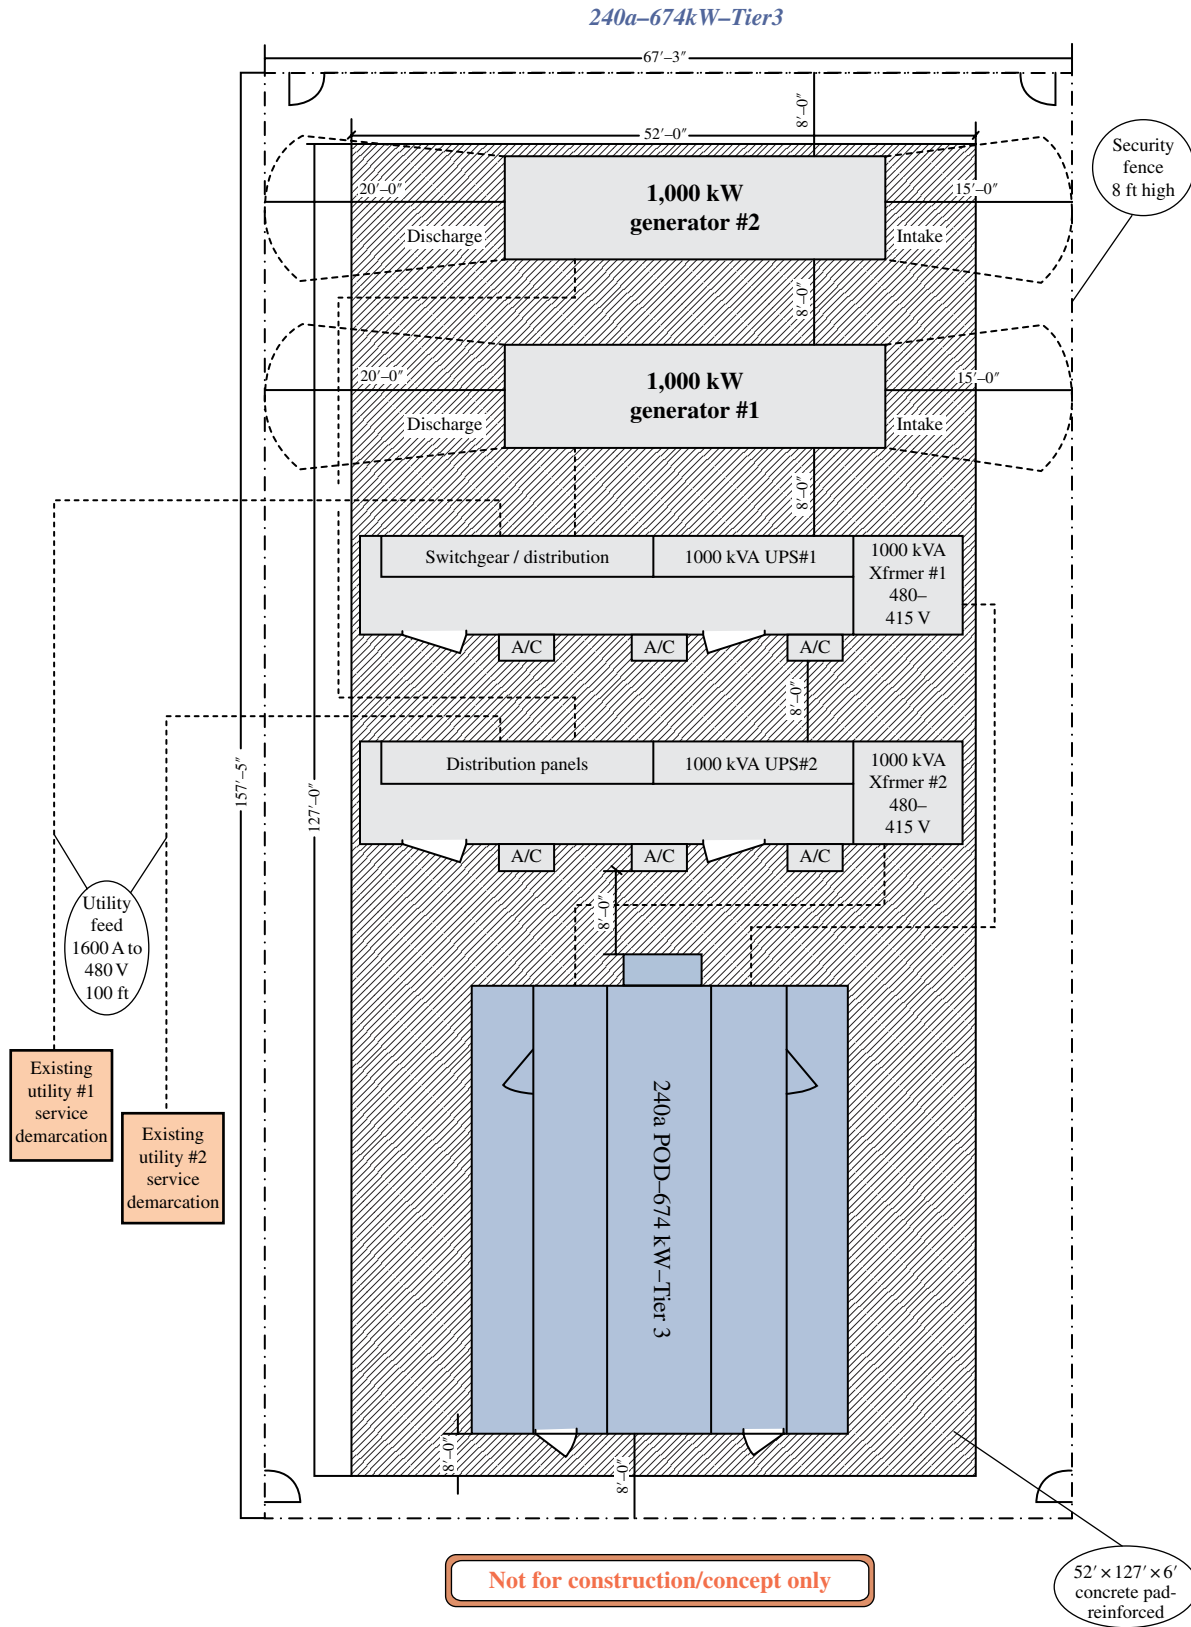 240a–674kW–Tier3
67′–3″
8′–0″
52′–0″
Security
fence
8 ft high
20′–0″
1,000 kW
generator #2
15′–0″
Discharge
Intake
8′–0″
20′–0″
1,000 kW
generator #1
15′–0″
Discharge
Intake
8′–0″
Switchgear / distribution
1000 kVA UPS#1
1000 kVA
Xfrmer #1
480–
415 V
A/C
A/C
A/C
8′–0″
157′–5″
127′–0″
Distribution panels
1000 kVA UPS#2
1000 kVA
Xfrmer #2
480–
415 V
A/C
A/C
A/C
8′–0″
Utility
feed
1600 A to
480 V
100 ft
Existing
utility #1
service
demarcation
Existing
utility #2
service
demarcation
240a POD–674 kW–Tier 3
8′–0″
8′–0″
Not for construction/concept only
52′ × 127′ × 6′
concrete pad-
reinforced